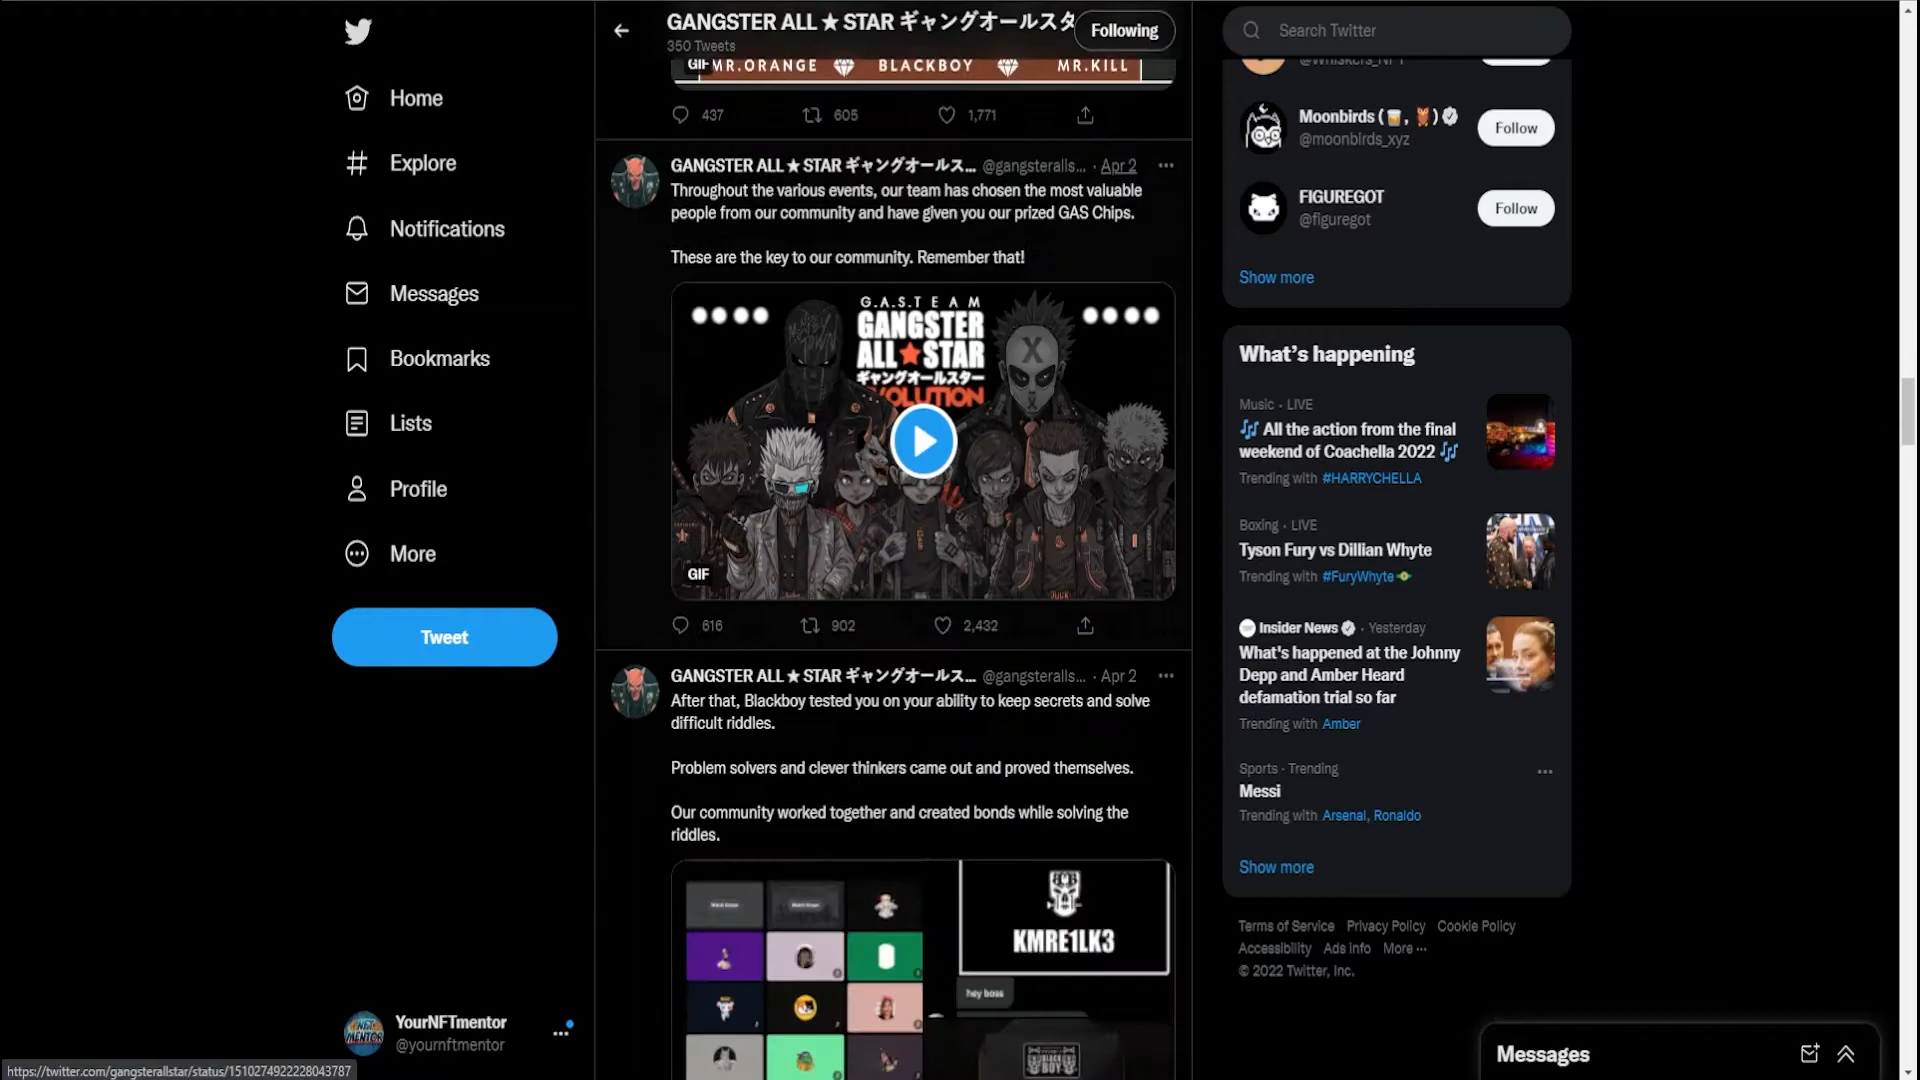 Home
Explore
Notifications
Messages
Bookmarks
Lists
Profile
More
Tweet
YourNFTmentor
@yournftmentor
https://twitter.com/gangsterallstar/status/1510274922228043787
GANGSTER ALL ★ STAR ギャングオールスタ
350 Tweets
Following
GIF
MR.ORANGE BLACKBOY MR.KILL
437 605 1,771
GANGSTER ALL ★ STAR ギャングオールス... @gangsteralls... · Apr 2
Throughout the various events, our team has chosen the most valuable
people from our community and have given you our prized GAS Chips.
These are the key to our community. Remember that!
G.A.S.TEAM
GANGSTER
ALL★STAR
ギャングオールスター
GIF
616 902 2,432
GANGSTER ALL ★ STAR ギャングオールス... @gangsteralls... · Apr 2
After that, Blackboy tested you on your ability to keep secrets and solve
difficult riddles.
Problem solvers and clever thinkers came out and proved themselves.
Our community worked together and created bonds while solving the
riddles.
KMRE1LK3
hey boss
BLACK
BOY
Search Twitter
Moonbirds (🥃, 🦉)
@moonbirds_xyz
Follow
FIGUREGOT
@figuregot
Follow
Show more
What's happening
Music · LIVE
🎶 All the action from the final
weekend of Coachella 2022 🎶
Trending with #HARRYCHELLA
Boxing · LIVE
Tyson Fury vs Dillian Whyte
Trending with #FuryWhyte
Insider News · Yesterday
What's happened at the Johnny
Depp and Amber Heard
defamation trial so far
Trending with Amber
Sports · Trending
Messi
Trending with Arsenal, Ronaldo
Show more
Terms of Service Privacy Policy Cookie Policy
Accessibility Ads info More ···
© 2022 Twitter, Inc.
Messages